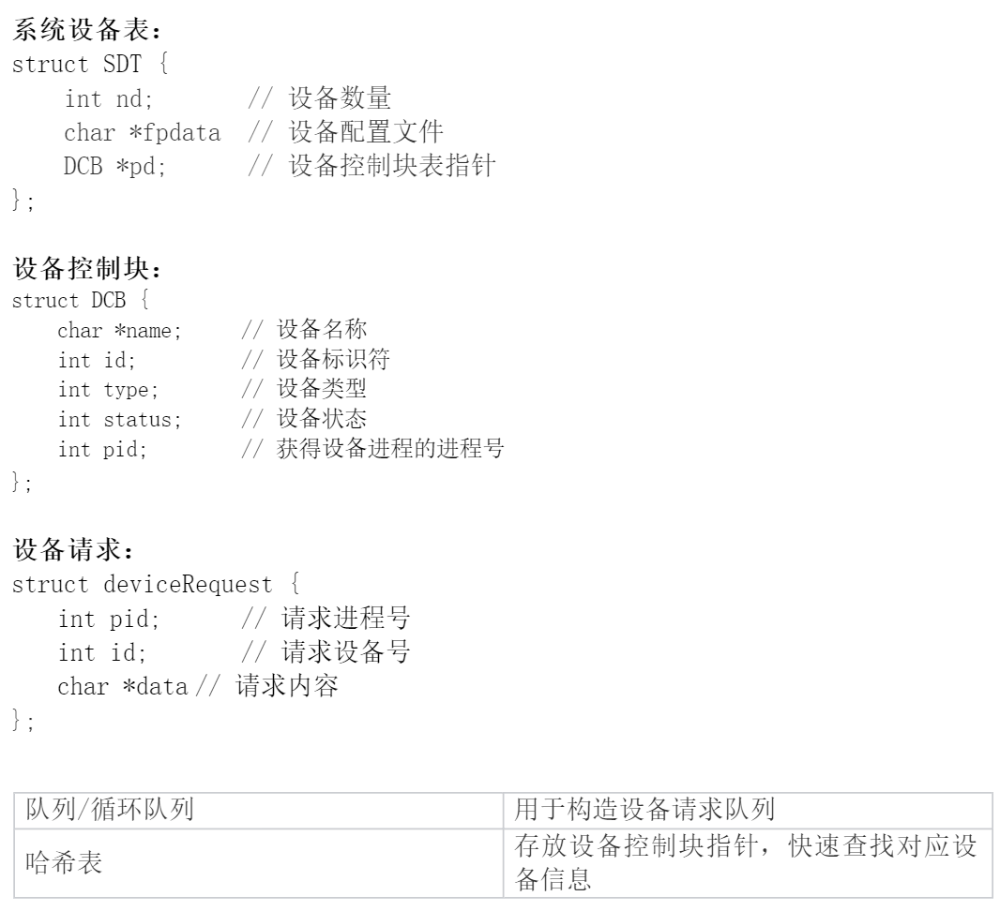 系统设备表：
struct SDT {
int nd; // 设备数量
char *fpdata // 设备配置文件
DCB *pd; // 设备控制块表指针
};
设备控制块：
struct DCB {
char *name; // 设备名称
int id; // 设备标识符
int type; // 设备类型
int status; // 设备状态
int pid; // 获得设备进程的进程号
};
设备请求：
struct deviceRequest {
int pid; // 请求进程号
int id; // 请求设备号
char *data // 请求内容
};
队列/循环队列 用于构造设备请求队列
哈希表 存放设备控制块指针，快速查找对应设
备信息